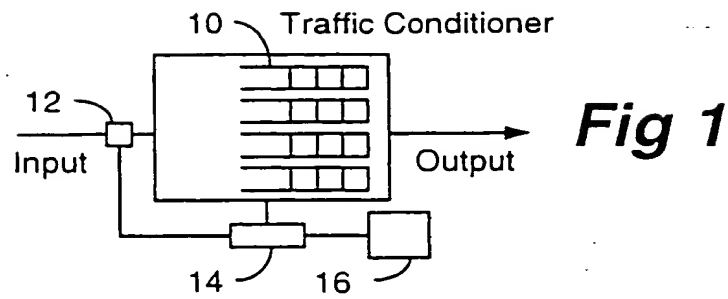 10 Traffic Conditioner
12
Input
Output
Fig 1
14
16